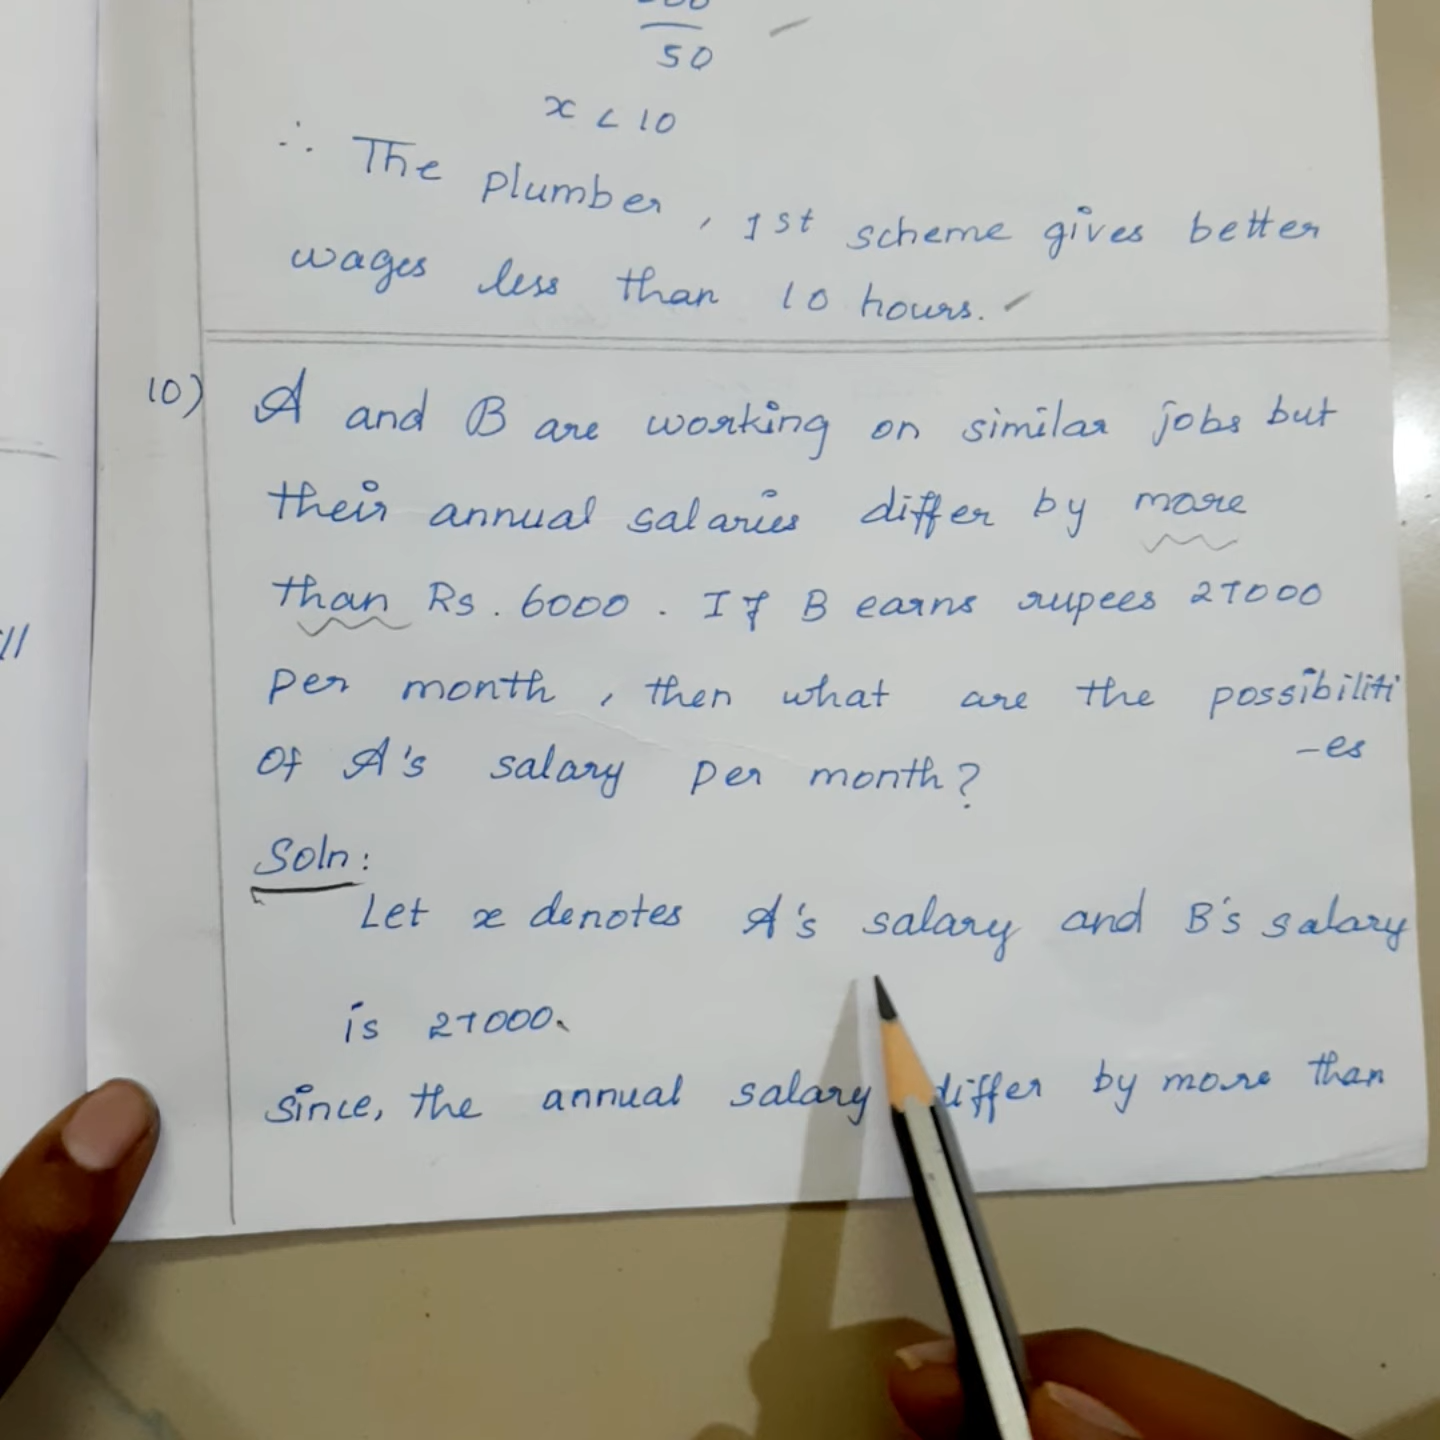 50
x < 10
∴ The plumber, 1st scheme gives better
wages less than 10 hours.
10) A and B are working on similar jobs but
their annual salaries differ by more
than Rs. 6000. If B earns rupees 27000
per month, then what are the possibiliti
-es
of A's salary per month?
Soln:
Let x denotes A's salary and B's salary
is 27000.
since, the annual salary differ by more than